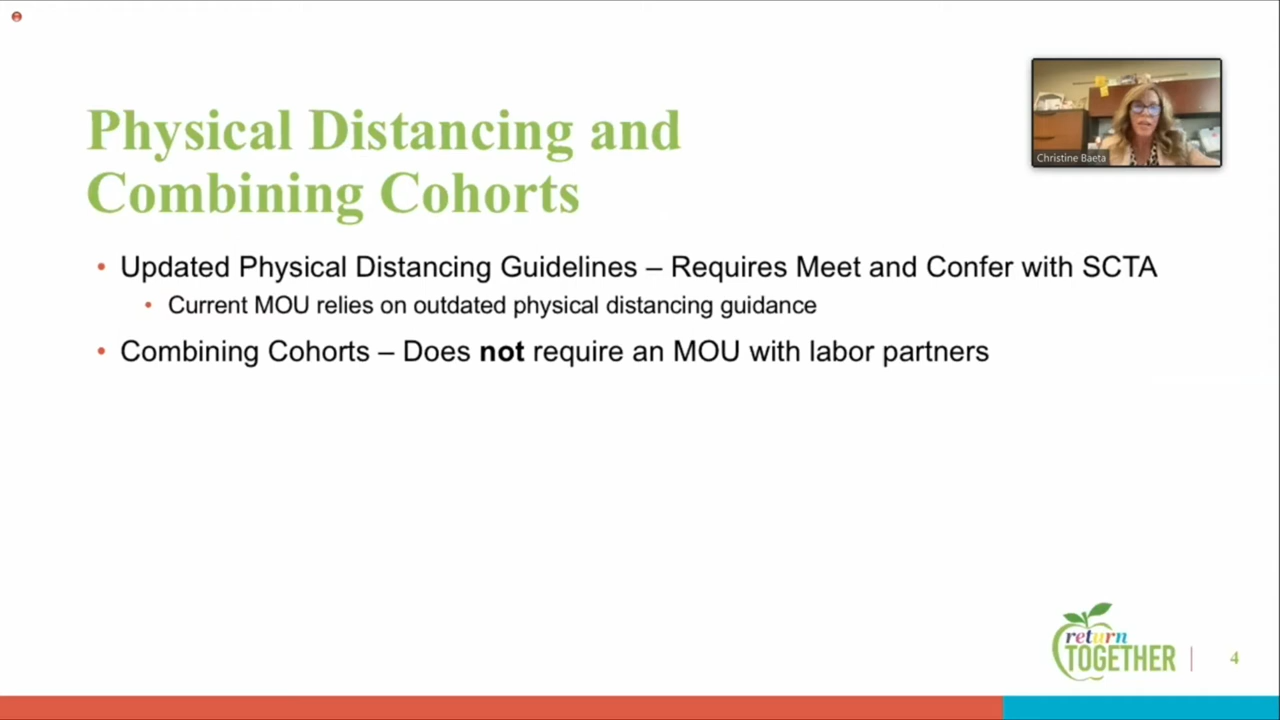 Physical Distancing and
Combining Cohorts
Christine Baeta
• Updated Physical Distancing Guidelines – Requires Meet and Confer with SCTA
• Current MOU relies on outdated physical distancing guidance
• Combining Cohorts – Does not require an MOU with labor partners
return
TOGETHER
4